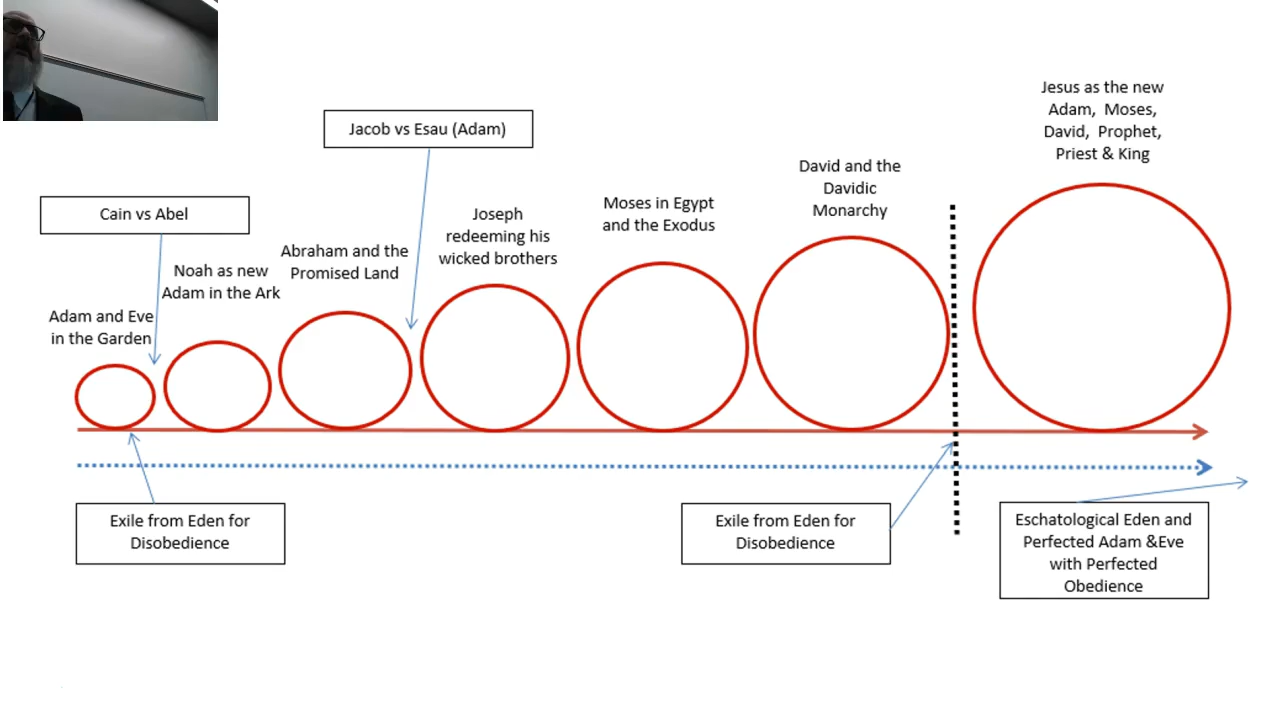 Jesus as the new
Adam, Moses,
David, Prophet,
Priest & King
Jacob vs Esau (Adam)
David and the
Davidic
Monarchy
Cain vs Abel
Joseph
redeeming his
wicked brothers
Moses in Egypt
and the Exodus
Abraham and the
Promised Land
Noah as new
Adam in the Ark
Adam and Eve
in the Garden
Exile from Eden for
Disobedience
Exile from Eden for
Disobedience
Eschatological Eden and
Perfected Adam &Eve
with Perfected
Obedience